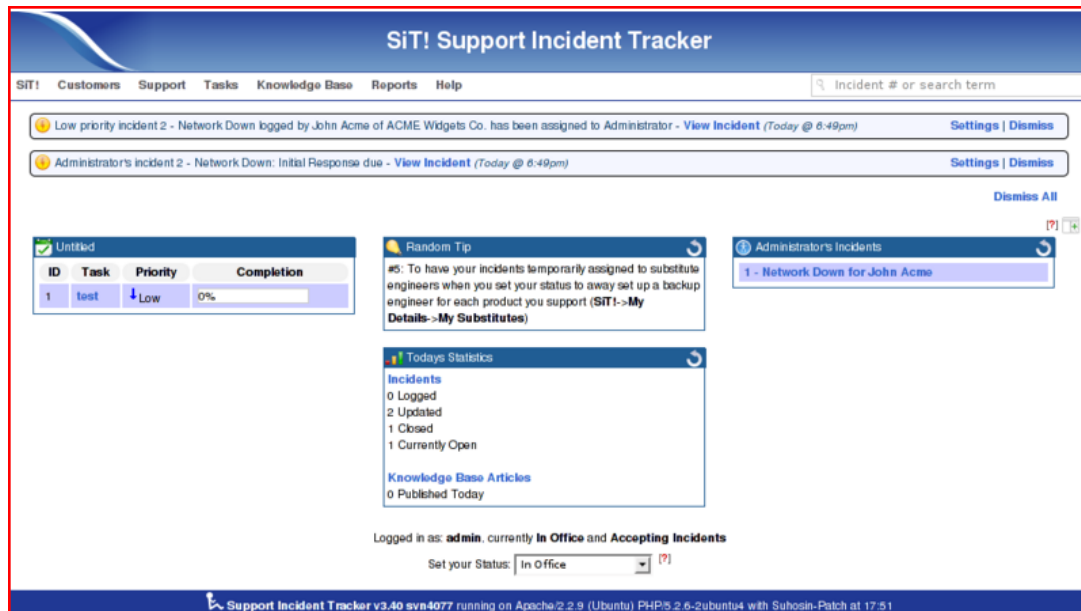 SiT! Support Incident Tracker
SiT! Customers Support Tasks Knowledge Base Reports Help Incident # or search term
Low priority incident 2 - Network Down logged by John Acme of ACME Widgets Co. has been assigned to Administrator - View Incident (Today @ 6:49pm) Settings | Dismiss
Administrator's incident 2 - Network Down: Initial Response due - View Incident (Today @ 6:49pm) Settings | Dismiss
Dismiss All
[?]
Untitled
ID Task Priority Completion
1 test Low 0%
Random Tip
#5: To have your incidents temporarily assigned to substitute
engineers when you set your status to away set up a backup
engineer for each product you support (SiT!->My
Details->My Substitutes)
Todays Statistics
Incidents
0 Logged
2 Updated
1 Closed
1 Currently Open
Knowledge Base Articles
0 Published Today
Administrator's Incidents
1 - Network Down for John Acme
Logged in as: admin, currently In Office and Accepting Incidents
Set your Status: In Office [?]
Support Incident Tracker v3.40 svn4077 running on Apache/2.2.9 (Ubuntu) PHP/5.2.6-2ubuntu4 with Suhosin-Patch at 17:51